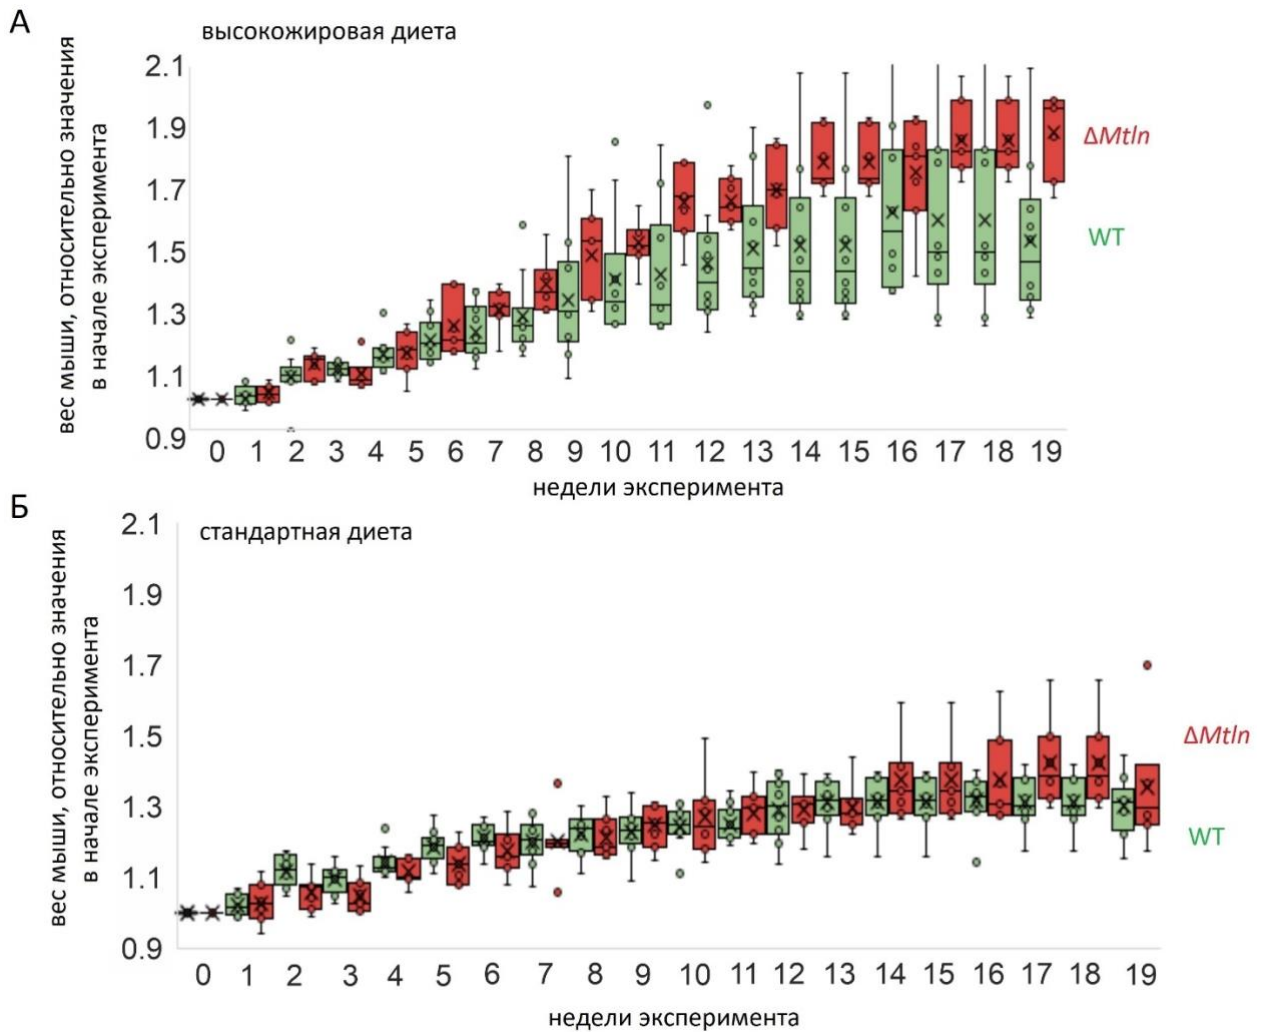 А
высокожировая диета
вес мыши, относительно значения
в начале эксперимента
2.1
1.9
1.7
1.5
1.3
1.1
0.9
ΔMtln
WT
0 1 2 3 4 5 6 7 8 9 10 11 12 13 14 15 16 17 18 19
недели эксперимента
Б
стандартная диета
вес мыши, относительно значения
в начале эксперимента
2.1
1.9
1.7
1.5
1.3
1.1
0.9
ΔMtln
WT
0 1 2 3 4 5 6 7 8 9 10 11 12 13 14 15 16 17 18 19
недели эксперимента